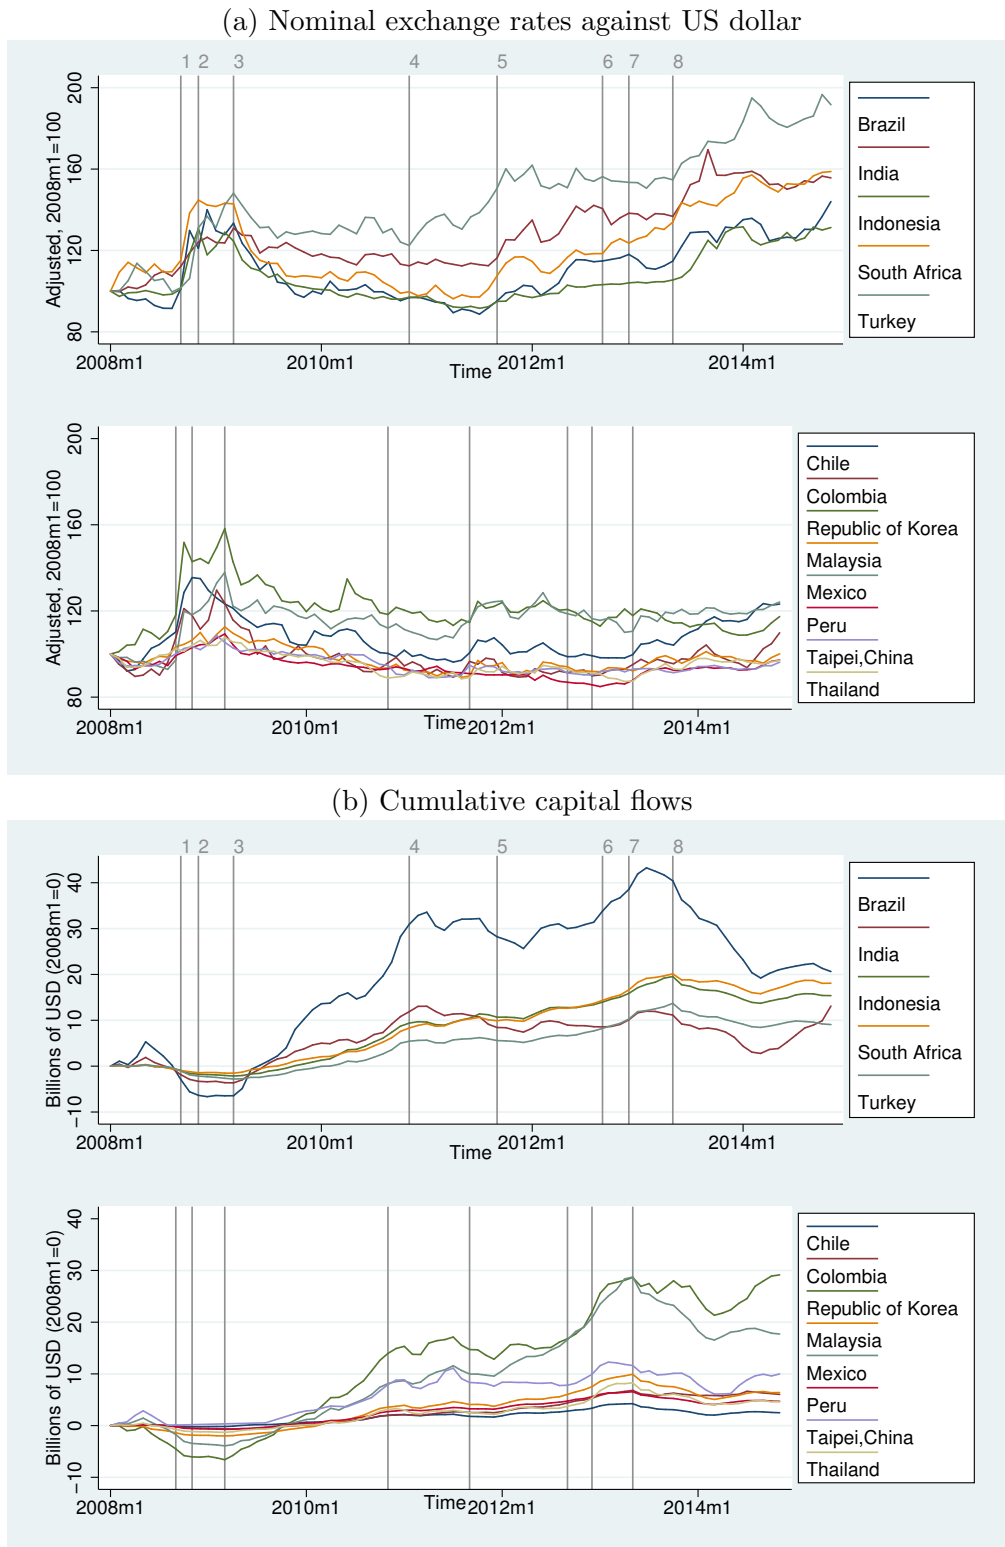 (a) Nominal exchange rates against US dollar
1 2 3 4 5 6 7 8
Adjusted, 2008m1=100
200
160
120
80
2008m1 2010m1 2012m1 2014m1
Time
Brazil
India
Indonesia
South Africa
Turkey
Adjusted, 2008m1=100
200
160
120
80
2008m1 2010m1 2012m1 2014m1
Time
Chile
Colombia
Republic of Korea
Malaysia
Mexico
Peru
Taipei,China
Thailand
(b) Cumulative capital flows
1 2 3 4 5 6 7 8
Billions of USD (2008m1=0)
40
30
20
10
0
−10
2008m1 2010m1 2012m1 2014m1
Time
Brazil
India
Indonesia
South Africa
Turkey
Billions of USD (2008m1=0)
40
30
20
10
0
−10
2008m1 2010m1 2012m1 2014m1
Time
Chile
Colombia
Republic of Korea
Malaysia
Mexico
Peru
Taipei,China
Thailand